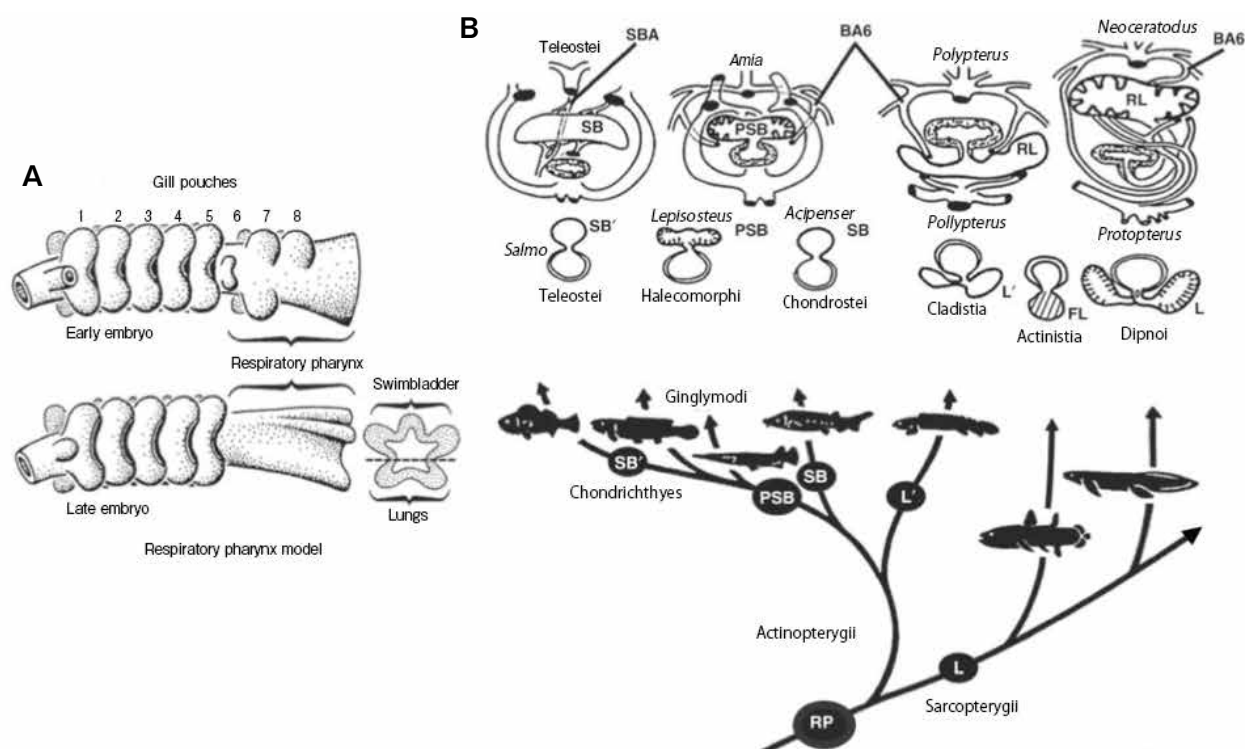 A
Gill pouches
1 2 3 4 5 6 7 8
Early embryo
Respiratory pharynx
Swimbladder
Late embryo
Lungs
Respiratory pharynx model
B
Teleostei
SBA
SB
Amia
PSB
BA6
Polypterus
RL
Neoceratodus
BA6
RL
Salmo
SB′
Teleostei
Lepisosteus
PSB
Halecomorphi
Acipenser
SB
Chondrostei
Pollypterus
L′
Cladistia
FL
Actinistia
Protopterus
L
Dipnoi
Ginglymodi
SB′
Chondrichthyes
PSB
SB
L′
Actinopterygii
L
Sarcopterygii
RP